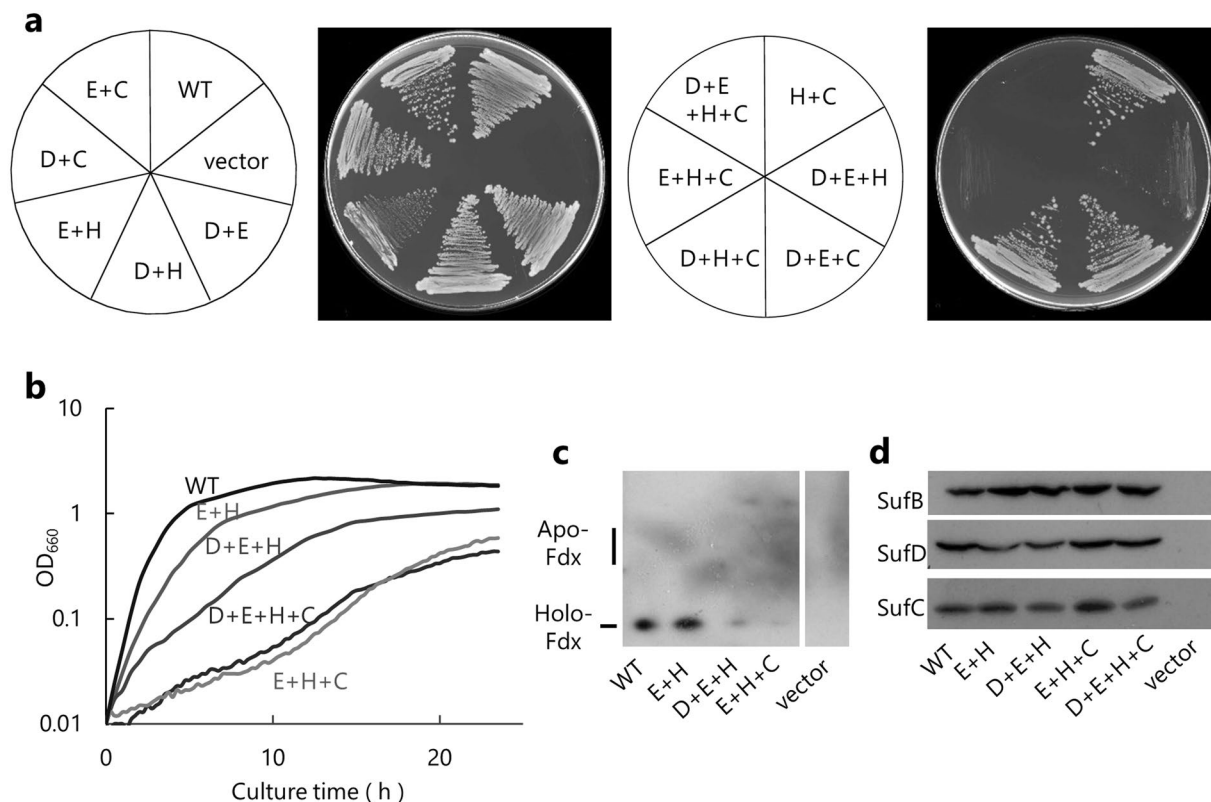 a
E+C
WT
D+C
vector
E+H
D+E
D+H
D+E
+H+C
H+C
E+H+C
D+E+H
D+H+C
D+E+C
b
10
1
0.1
0.01
OD660
WT
E+H
D+E+H
D+E+H+C
E+H+C
0
10
20
Culture time ( h )
c
Apo-
Fdx
Holo-
Fdx
WT
E+H
D+E+H
E+H+C
vector
d
SufB
SufD
SufC
WT
E+H
D+E+H
E+H+C
D+E+H+C
vector